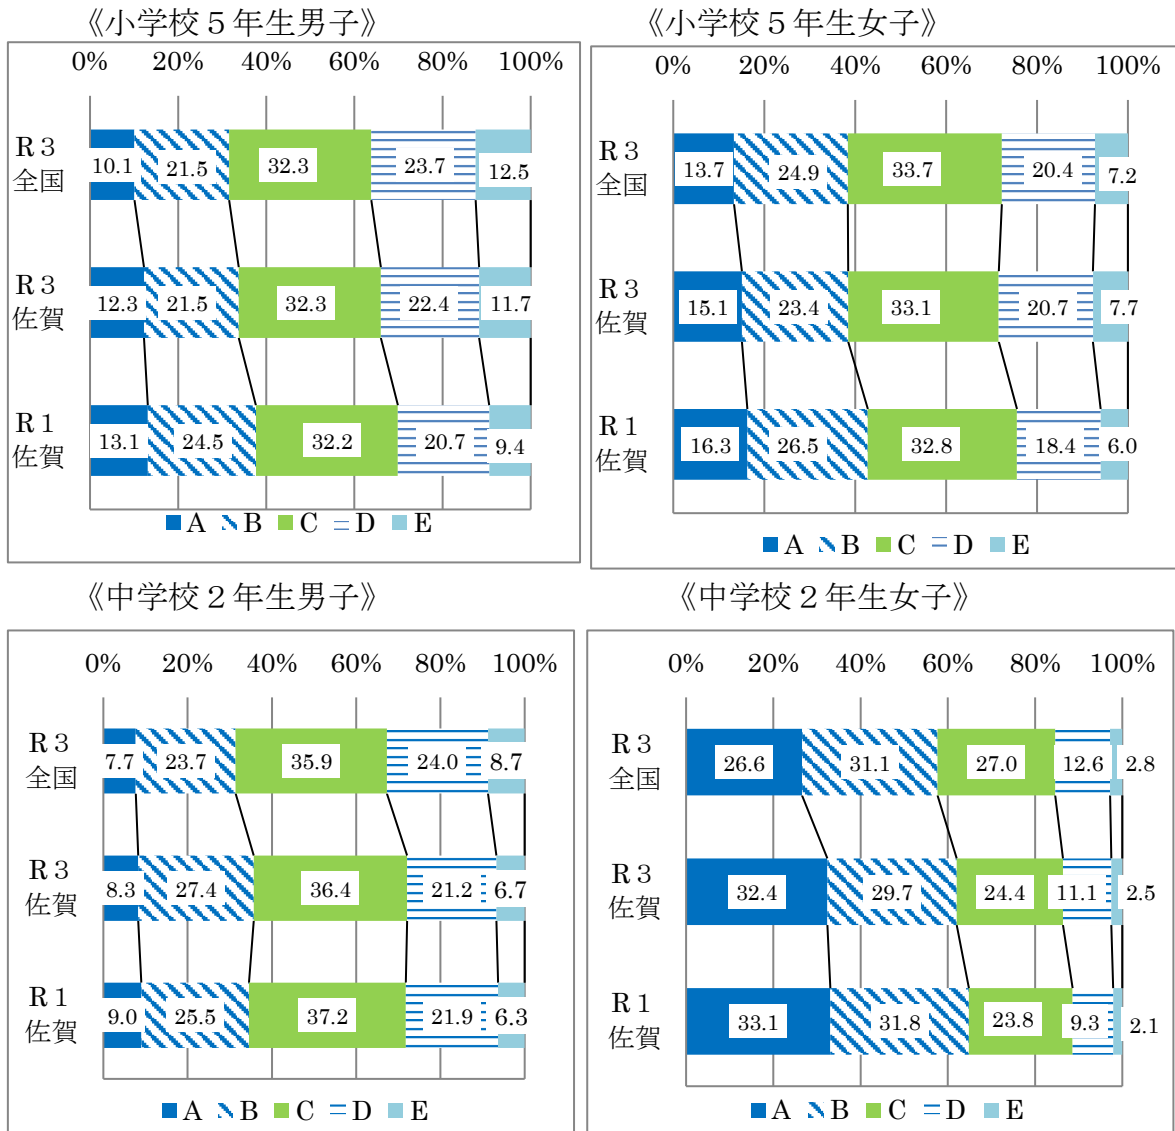 《小学校５年生男子》
0% 20% 40% 60% 80% 100%
R３
全国
10.1 21.5 32.3 23.7 12.5
R３
佐賀
12.3 21.5 32.3 22.4 11.7
R１
佐賀
13.1 24.5 32.2 20.7 9.4
A B C D E
《小学校５年生女子》
0% 20% 40% 60% 80% 100%
R３
全国
13.7 24.9 33.7 20.4 7.2
R３
佐賀
15.1 23.4 33.1 20.7 7.7
R１
佐賀
16.3 26.5 32.8 18.4 6.0
A B C D E
《中学校２年生男子》
0% 20% 40% 60% 80% 100%
R３
全国
7.7 23.7 35.9 24.0 8.7
R３
佐賀
8.3 27.4 36.4 21.2 6.7
R１
佐賀
9.0 25.5 37.2 21.9 6.3
A B C D E
《中学校２年生女子》
0% 20% 40% 60% 80% 100%
R３
全国
26.6 31.1 27.0 12.6 2.8
R３
佐賀
32.4 29.7 24.4 11.1 2.5
R１
佐賀
33.1 31.8 23.8 9.3 2.1
A B C D E